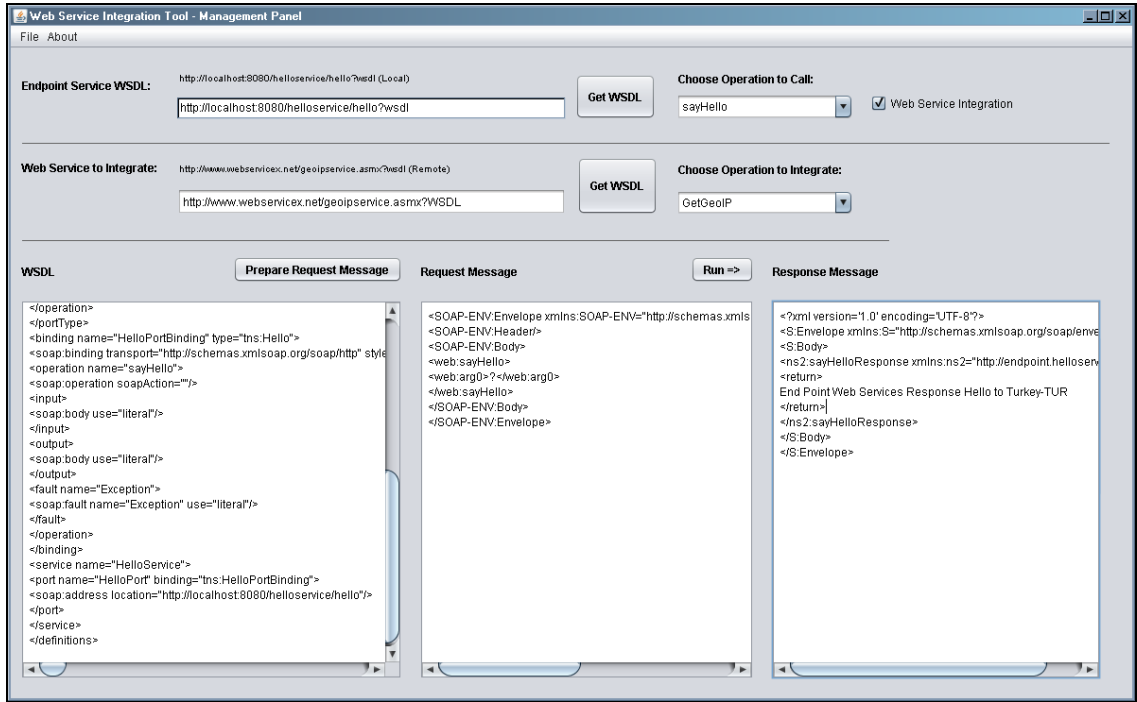 Web Service Integration Tool - Management Panel
File About
Endpoint Service WSDL:
http://localhost:8080/helloservice/hello?wsdl (Local)
http://localhost:8080/helloservice/hello?wsdl
Get WSDL
Choose Operation to Call:
sayHello
Web Service Integration
Web Service to Integrate:
http://www.webservicex.net/geoipservice.asmx?wsdl (Remote)
http://www.webservicex.net/geoipservice.asmx?WSDL
Get WSDL
Choose Operation to Integrate:
GetGeoIP
WSDL
Prepare Request Message
Request Message
Run =>
Response Message
</operation>
</portType>
<binding name="HelloPortBinding" type="tns:Hello">
<soap:binding transport="http://schemas.xmlsoap.org/soap/http" style
<operation name="sayHello">
<soap:operation soapAction=""/>
<input>
<soap:body use="literal"/>
</input>
<output>
<soap:body use="literal"/>
</output>
<fault name="Exception">
<soap:fault name="Exception" use="literal"/>
</fault>
</operation>
</binding>
<service name="HelloService">
<port name="HelloPort" binding="tns:HelloPortBinding">
<soap:address location="http://localhost:8080/helloservice/hello"/>
</port>
</service>
</definitions>
<SOAP-ENV:Envelope xmlns:SOAP-ENV="http://schemas.xmls
<SOAP-ENV:Header/>
<SOAP-ENV:Body>
<web:sayHello>
<web:arg0>?</web:arg0>
</web:sayHello>
</SOAP-ENV:Body>
</SOAP-ENV:Envelope>
<?xml version='1.0' encoding='UTF-8'?>
<S:Envelope xmlns:S="http://schemas.xmlsoap.org/soap/enve
<S:Body>
<ns2:sayHelloResponse xmlns:ns2="http://endpoint.helloserv
<return>
End Point Web Services Response Hello to Turkey-TUR
</return>
</ns2:sayHelloResponse>
</S:Body>
</S:Envelope>